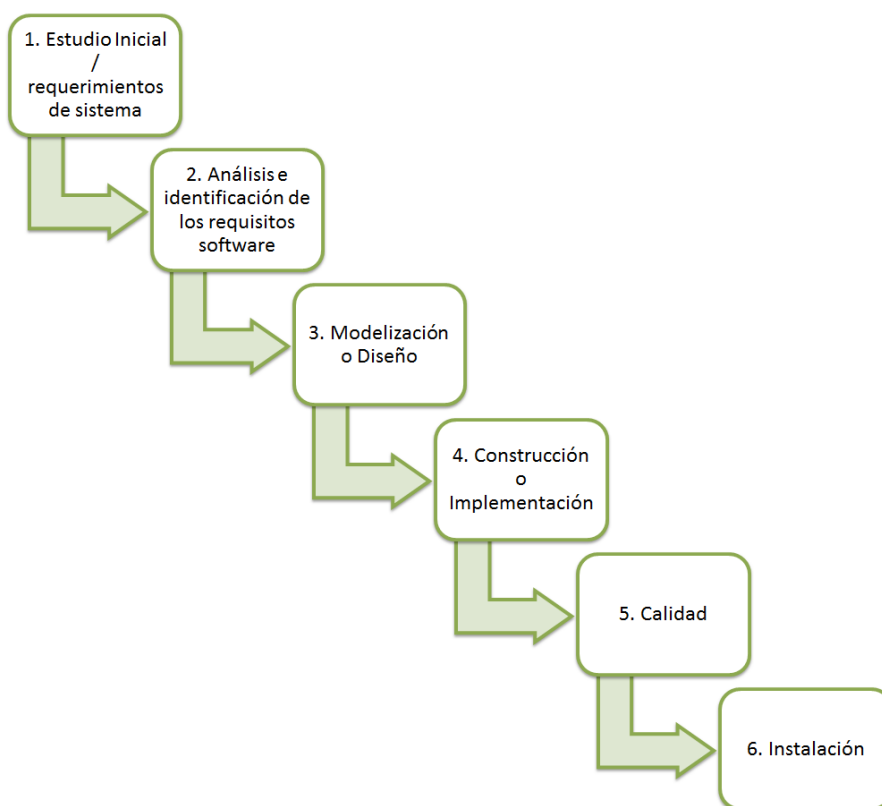 1. Estudio Inicial
/
requerimientos
de sistema
2. Análisis e
identificación de
los requisitos
software
3. Modelización
o Diseño
4. Construcción
o
Implementación
5. Calidad
6. Instalación